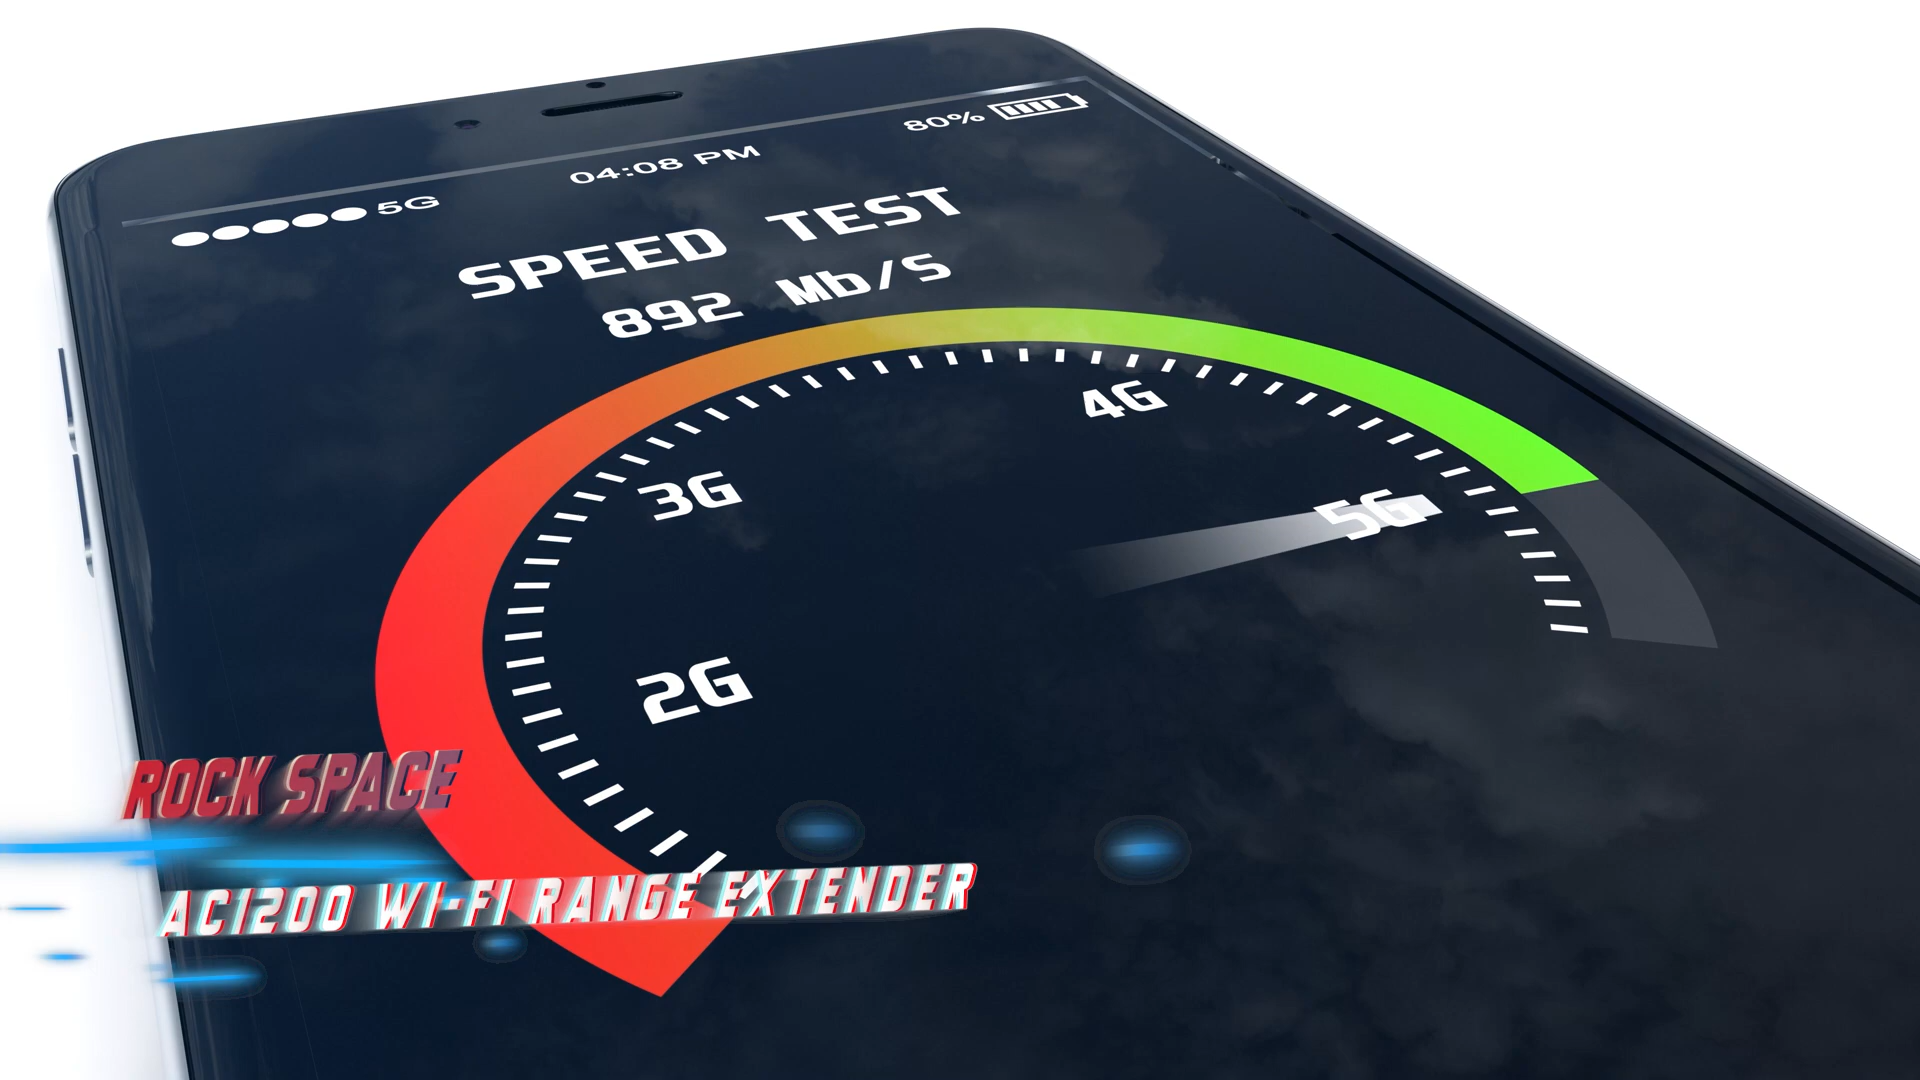 80%
04:08 PM
5G
SPEED TEST
892 Mb/S
4G
3G
5G
2G
ROCK SPACE
AC1200 WI-FI RANGE EXTENDER